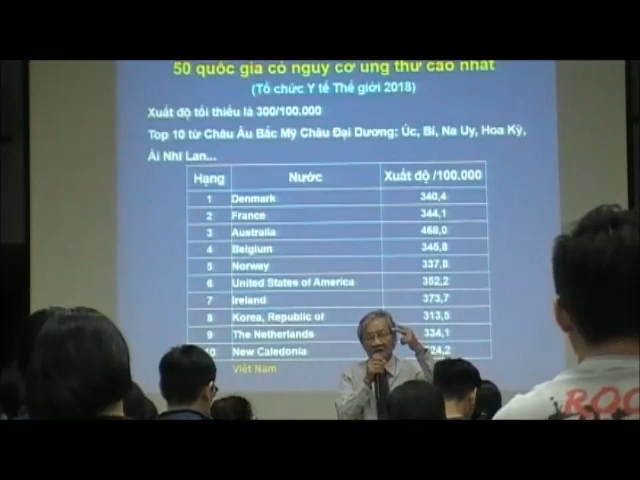 50 quốc gia có nguy cơ ung thư cao nhất
(Tổ chức Y tế Thế giới 2018)
Xuất độ tối thiểu là 300/100.000
Top 10 từ Châu Âu Bắc Mỹ Châu Đại Dương: Úc, Bỉ, Na Uy, Hoa Kỳ,
Ái Nhĩ Lan...
Hạng Nước Xuất độ /100.000
1 Denmark 340,4
2 France 344,1
3 Australia 468,0
4 Belgium 345,8
5 Norway 337,8
6 United States of America 352,2
7 Ireland 373,7
8 Korea, Republic of 313,5
9 The Netherlands 334,1
10 New Caledonia 324,2
Việt Nam
ROC